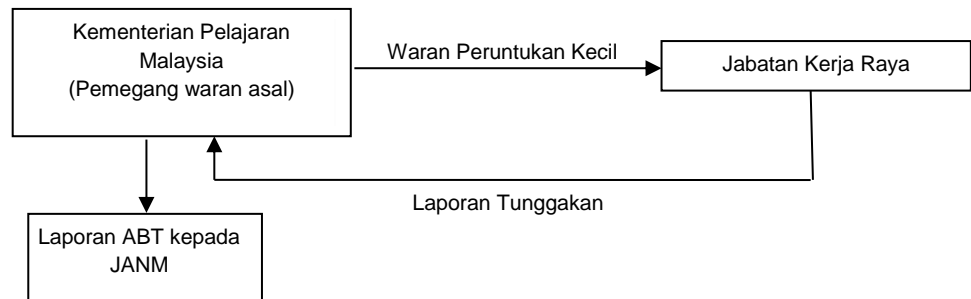 Kementerian Pelajaran
Malaysia
(Pemegang waran asal)
Waran Peruntukan Kecil
Jabatan Kerja Raya
Laporan Tunggakan
Laporan ABT kepada
JANM